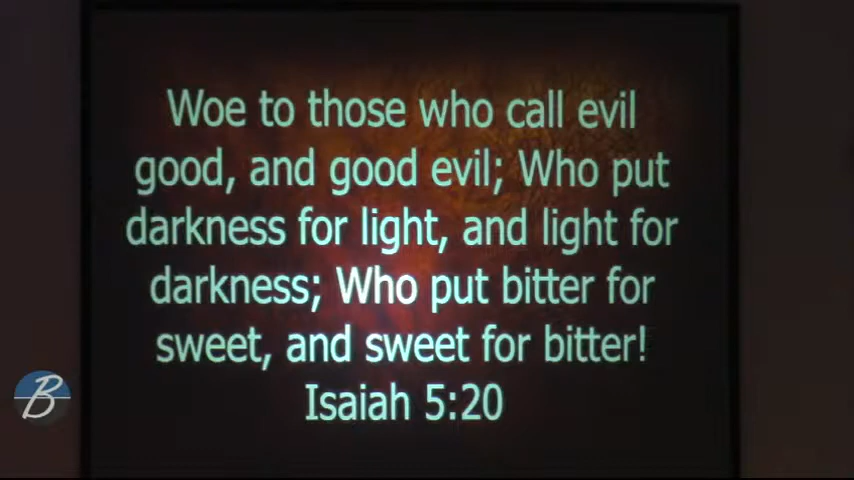 Woe to those who call evil
good, and good evil; Who put
darkness for light, and light for
darkness; Who put bitter for
sweet, and sweet for bitter!
Isaiah 5:20
B